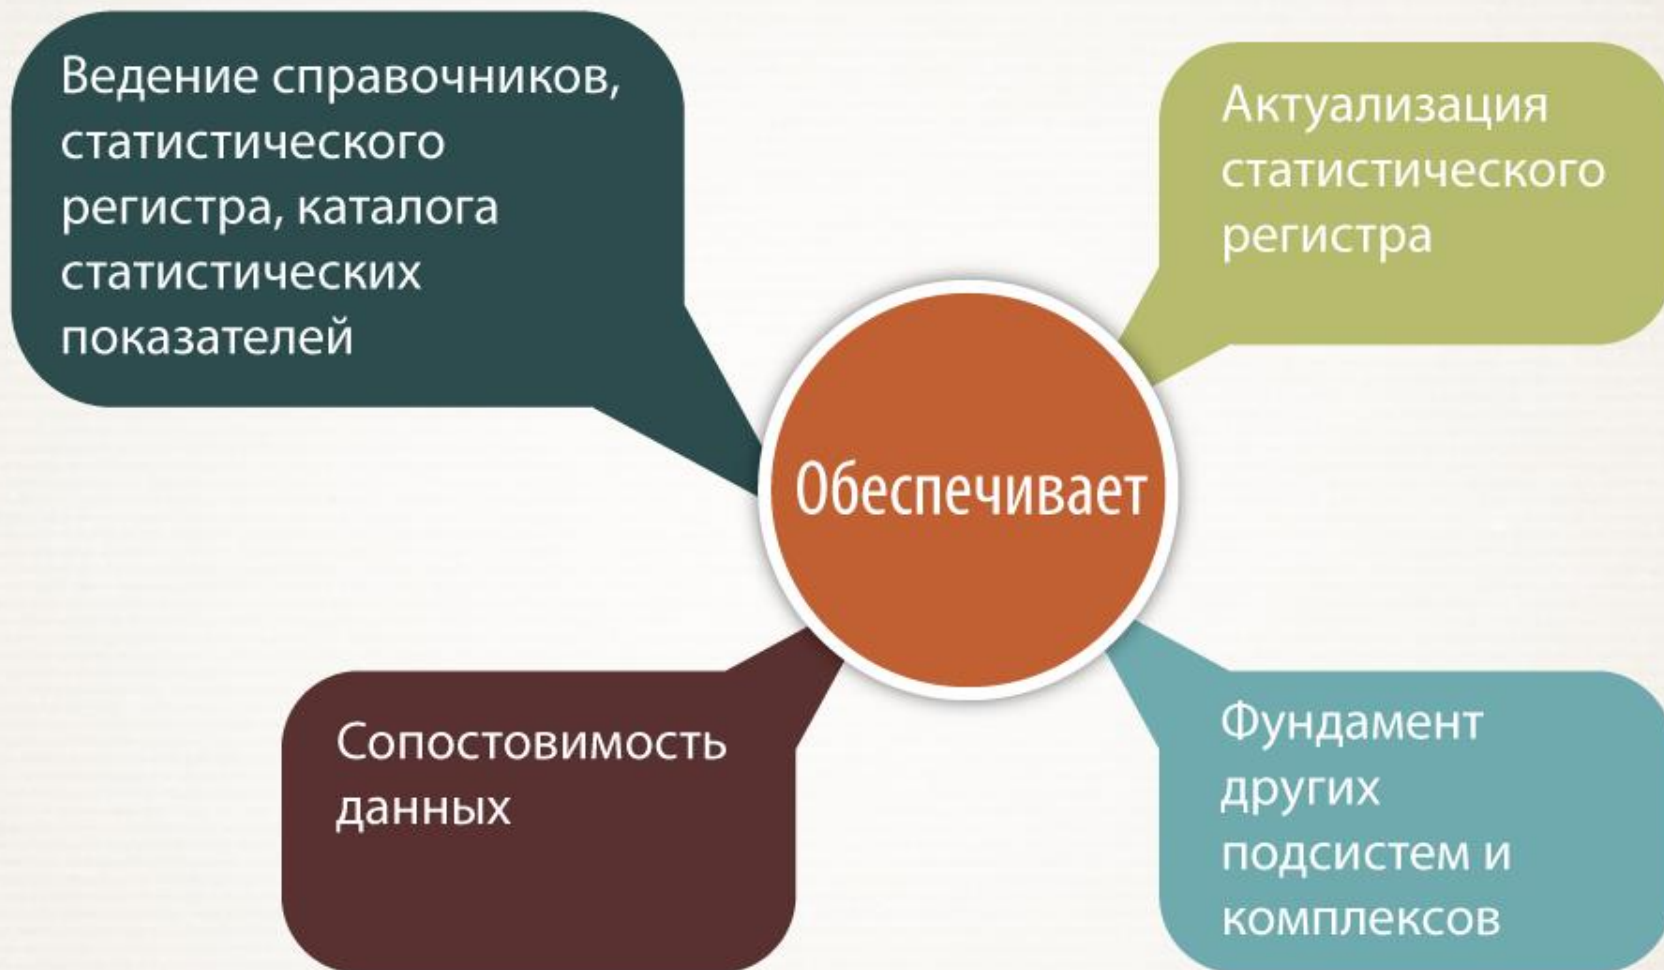 Ведение справочников,
статистического
регистра, каталога
статистических
показателей
Актуализация
статистического
регистра
Обеспечивает
Сопостовимость
данных
Фундамент
других
подсистем и
комплексов